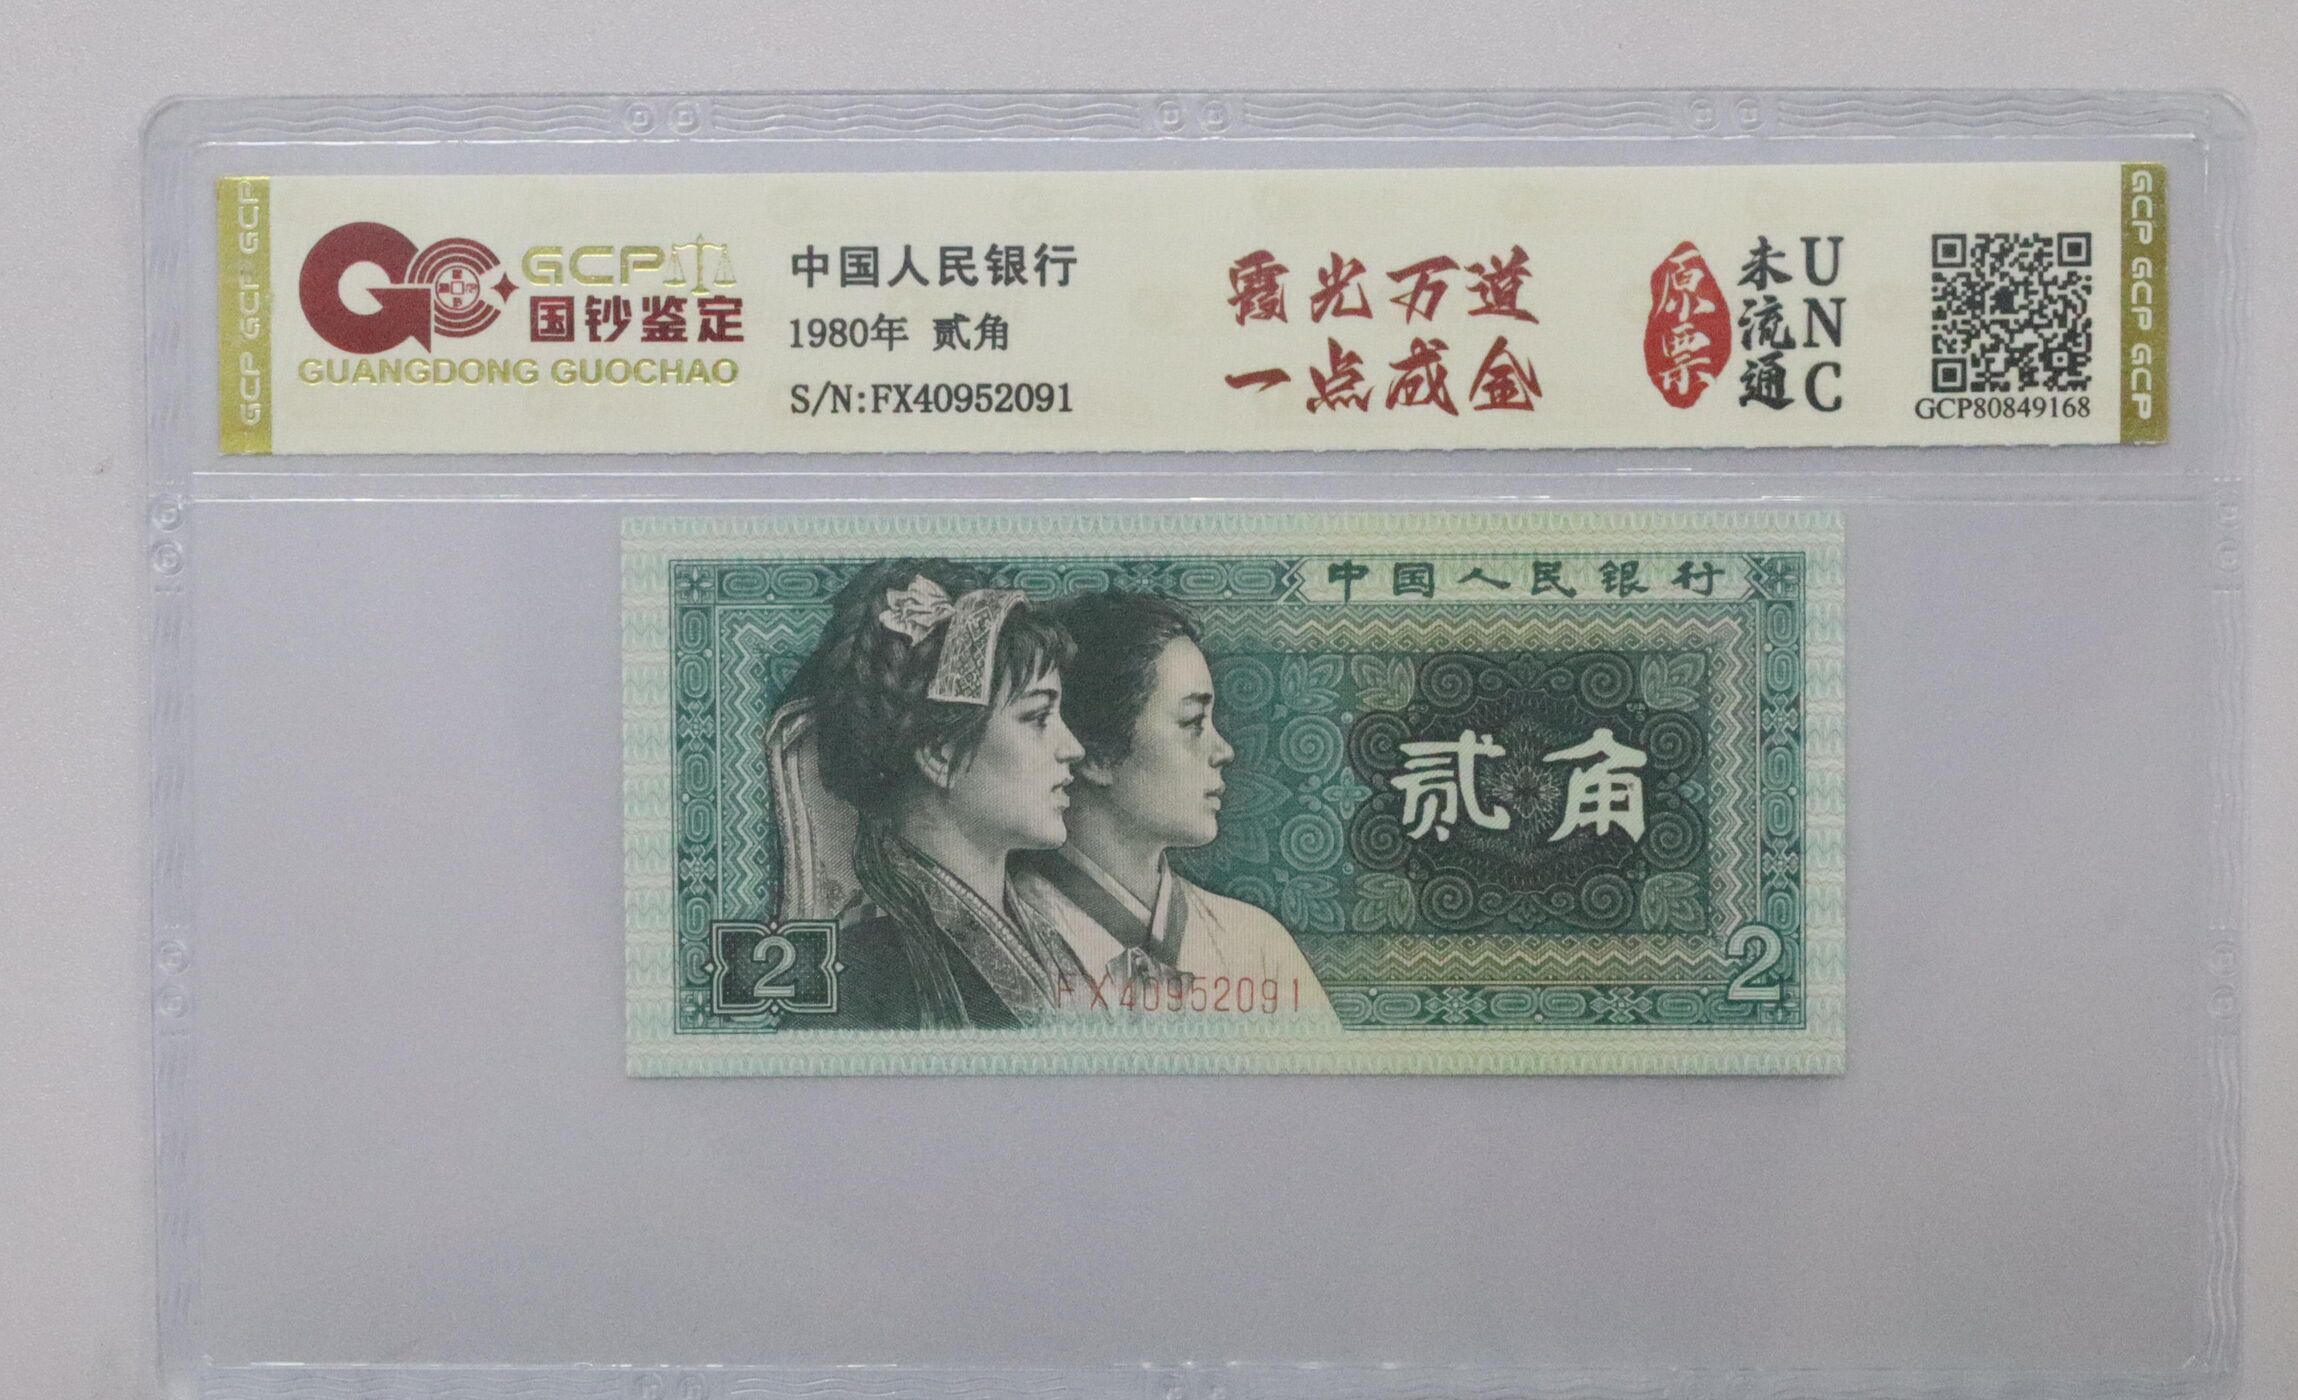 GCP GCP GCP
GCP
国钞鉴定
GUANGDONG GUOCHAO
中国人民银行
1980年 贰角
S/N:FX40952091
霞光万道
一点成金
原票
未流通
UNC
GCP80849168
GCP GCP GCP
中国人民银行
贰角
2
FX40952091
2